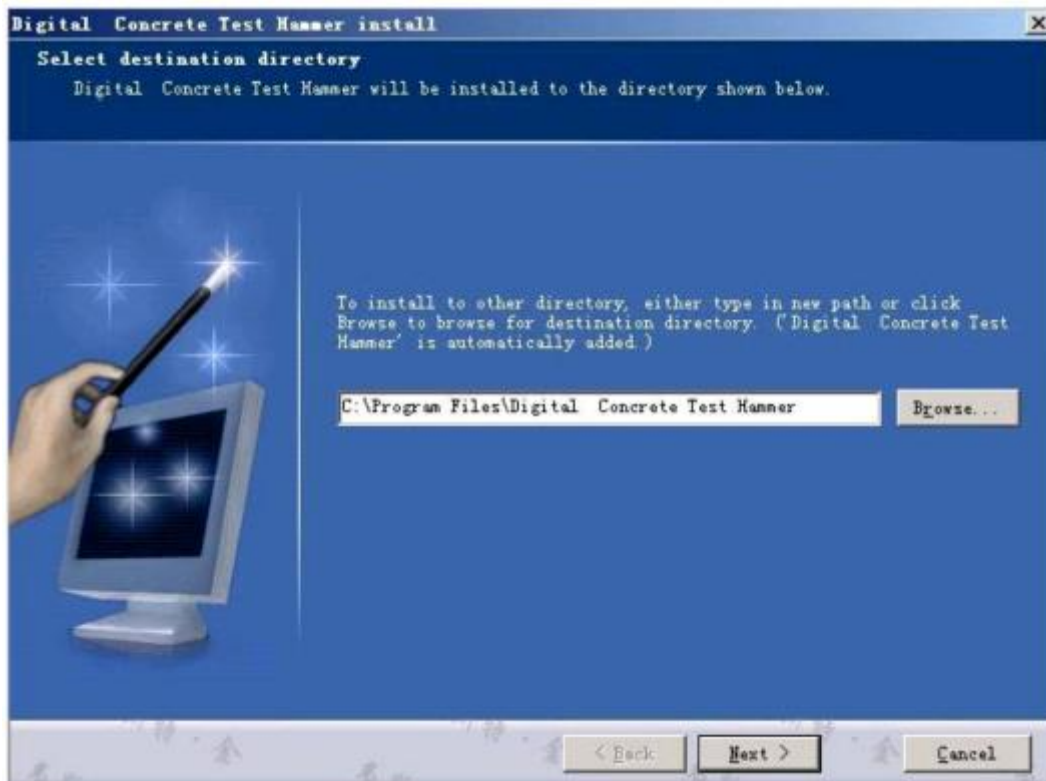 Digital  Concrete Test Hammer install
Select destination directory
Digital  Concrete Test Hammer will be installed to the directory shown below.
To install to other directory, either type in new path or click
Browse to browse for destination directory. ('Digital  Concrete Test
Hammer' is automatically added.)
C:\Program Files\Digital  Concrete Test Hammer
Browse...
< Back
Next >
Cancel